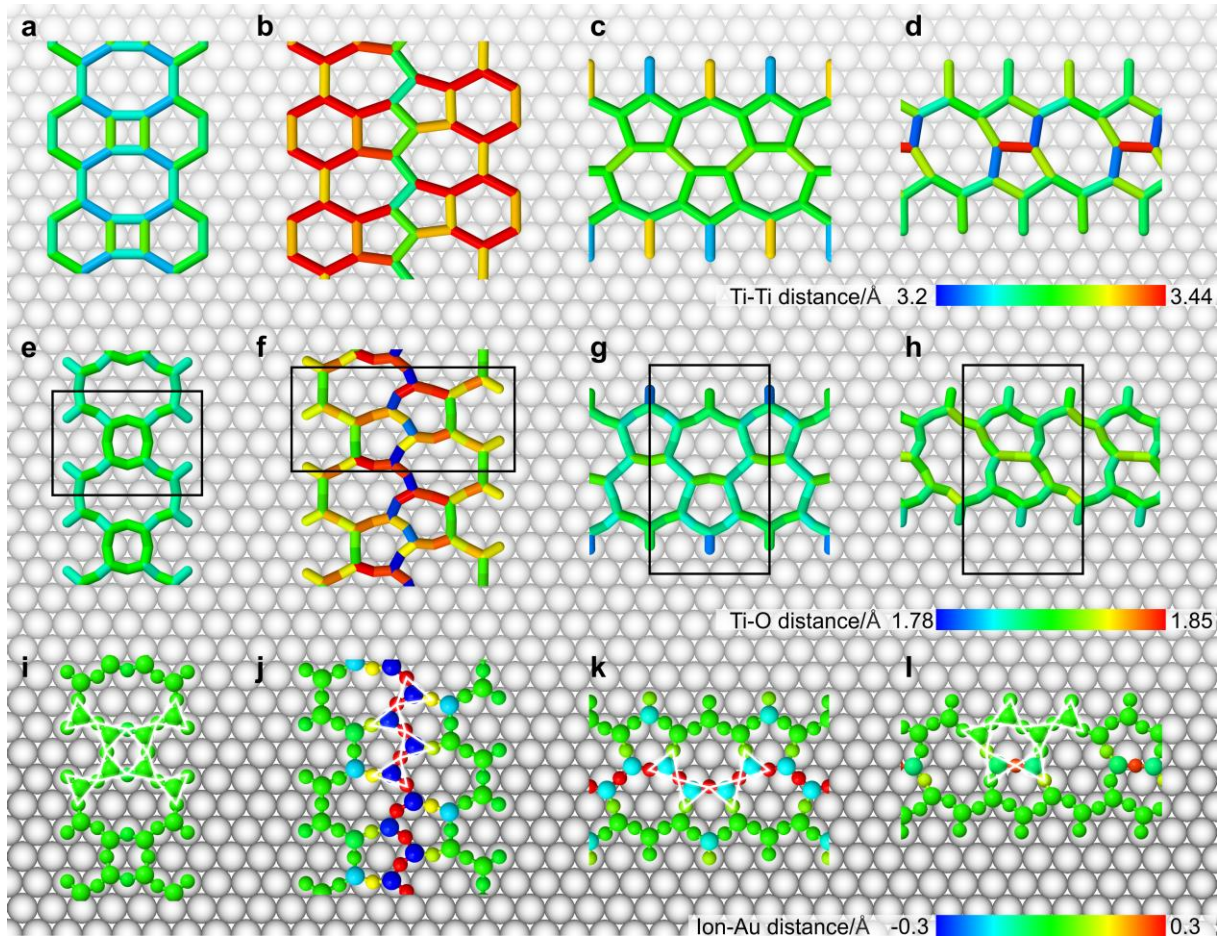 a b c d
Ti-Ti distance/Å 3.2 3.44
e f g h
Ti-O distance/Å 1.78 1.85
i j k l
Ion-Au distance/Å -0.3 0.3